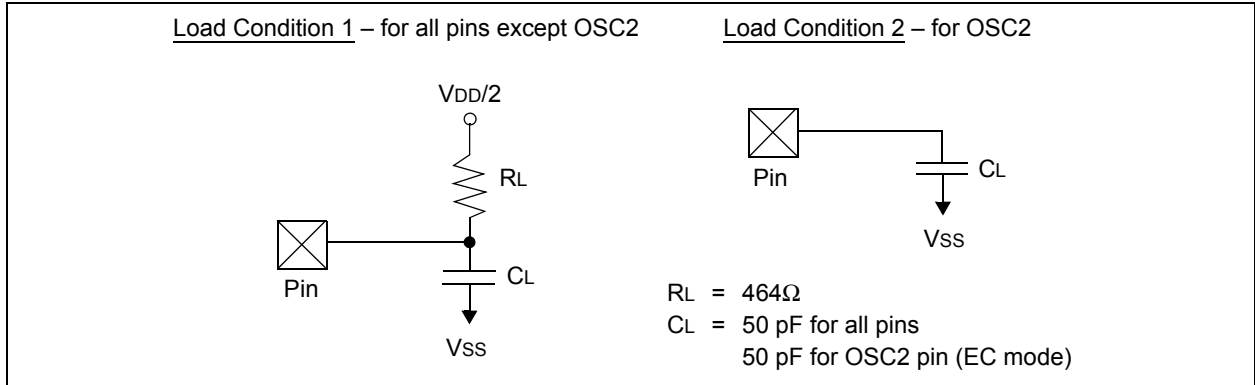 Load Condition 1 – for all pins except OSC2
Load Condition 2 – for OSC2
VDD/2
RL
Pin
CL
VSS
Pin
CL
VSS
RL = 464Ω
CL = 50 pF for all pins
50 pF for OSC2 pin (EC mode)